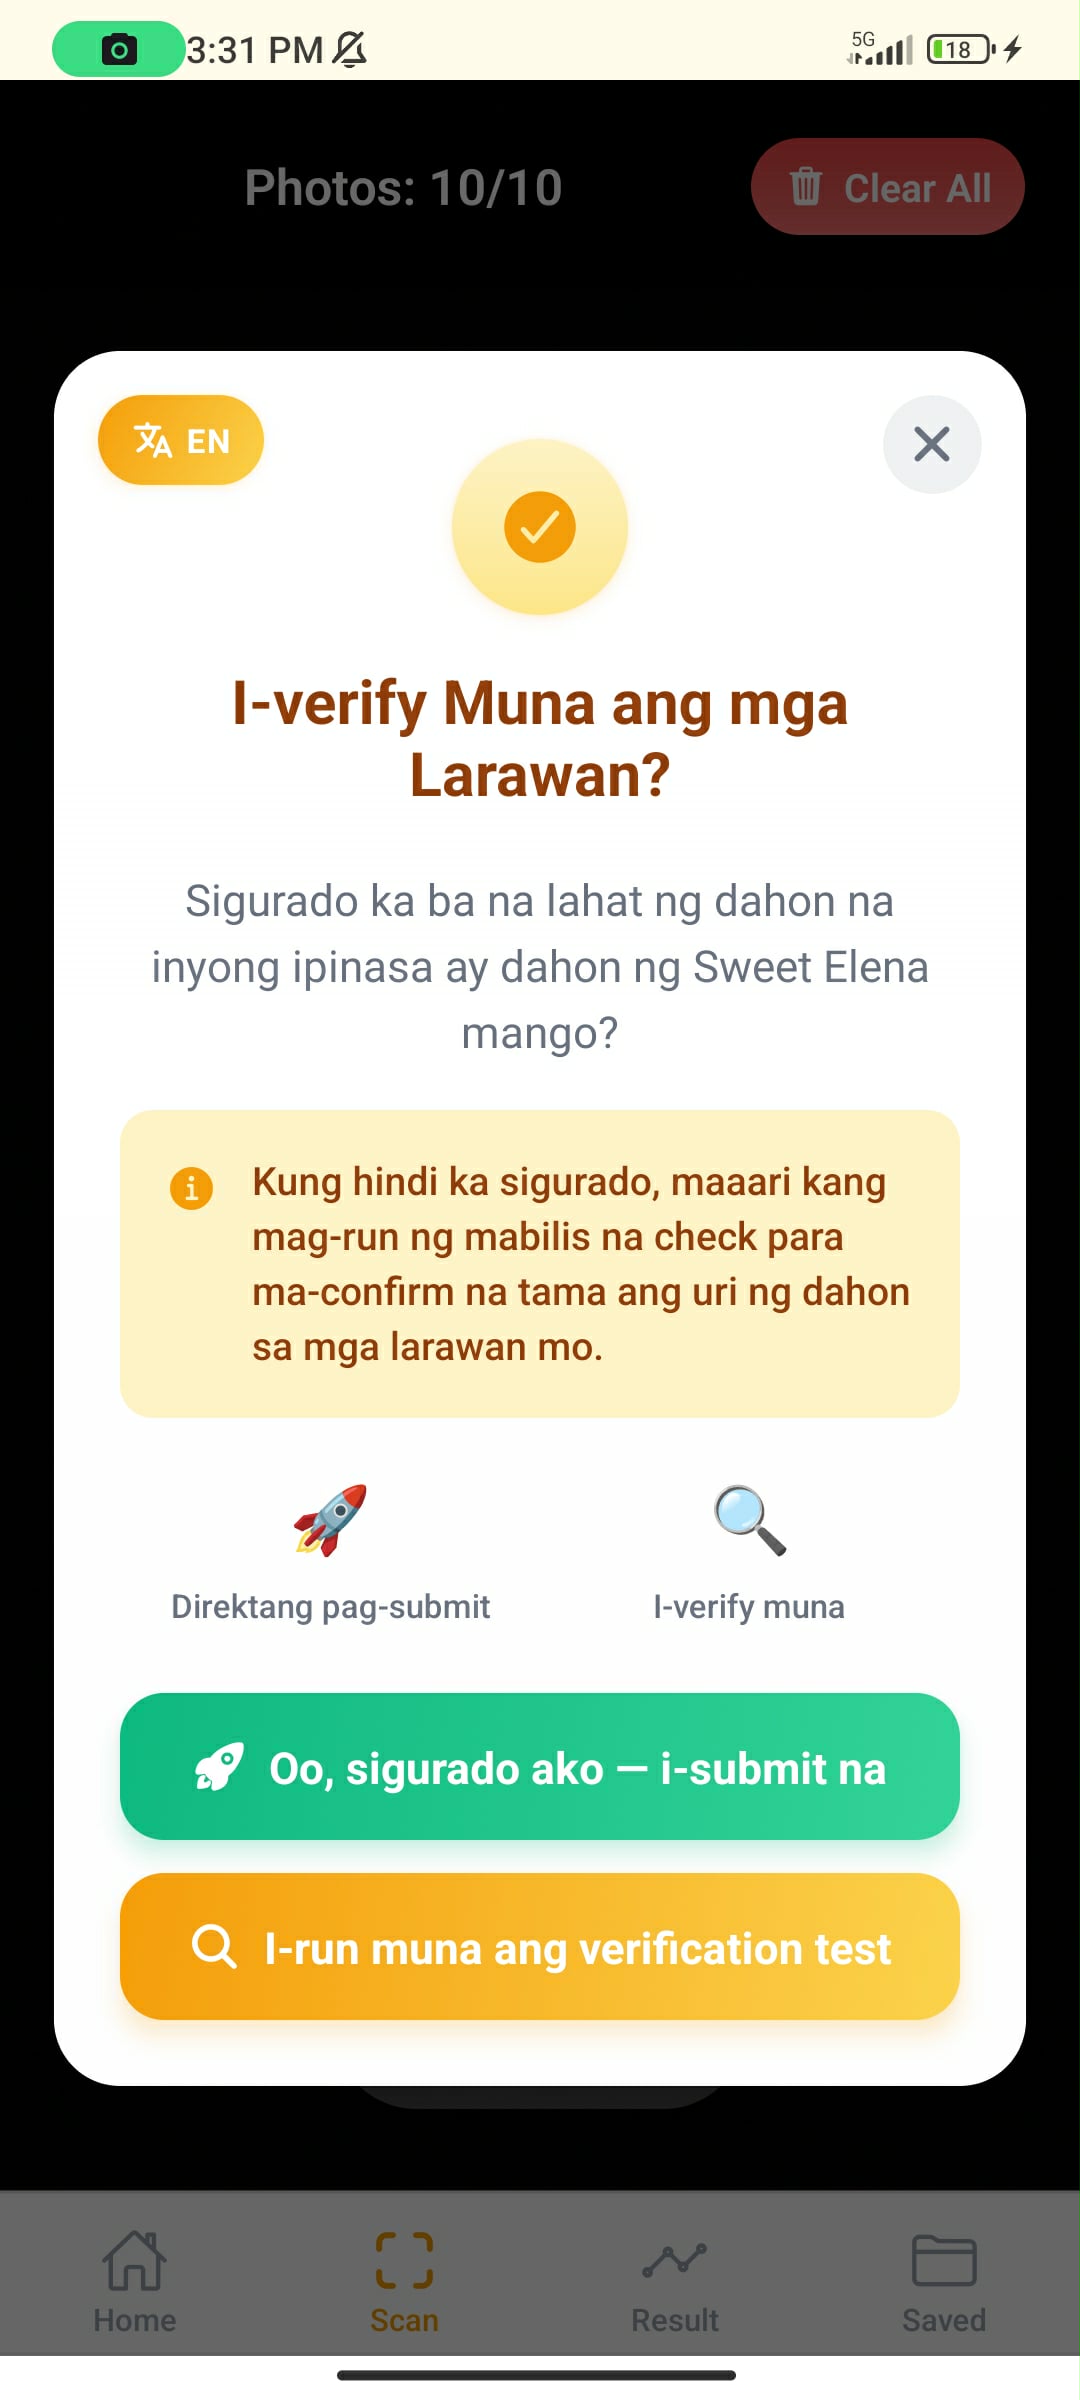 3:31 PM
5G
18
Photos: 10/10
Clear All
EN
I-verify Muna ang mga
Larawan?
Sigurado ka ba na lahat ng dahon na
inyong ipinasa ay dahon ng Sweet Elena
mango?
Kung hindi ka sigurado, maaari kang
mag-run ng mabilis na check para
ma-confirm na tama ang uri ng dahon
sa mga larawan mo.
Direktang pag-submit
I-verify muna
Oo, sigurado ako — i-submit na
I-run muna ang verification test
Home
Scan
Result
Saved